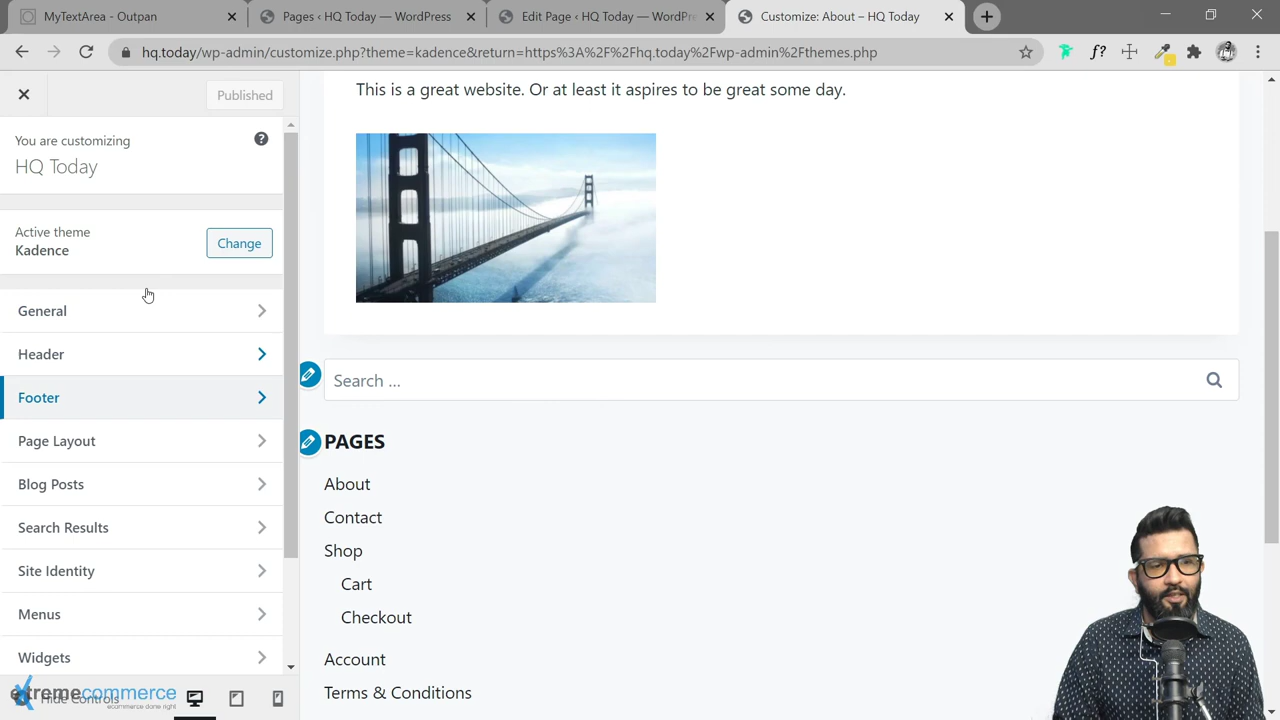 MyTextArea - Outpan
Pages ‹ HQ Today — WordPress
Edit Page ‹ HQ Today — WordPre
Customize: About – HQ Today
hq.today/wp-admin/customize.php?theme=kadence&return=https%3A%2F%2Fhq.today%2Fwp-admin%2Fthemes.php
f?
Published
This is a great website. Or at least it aspires to be great some day.
You are customizing
?
HQ Today
Active theme
Kadence
Change
General
Header
Footer
Page Layout
Blog Posts
Search Results
Site Identity
Menus
Widgets
Search ...
PAGES
About
Contact
Shop
Cart
Checkout
Account
Terms & Conditions
extremecommerce
ecommerce done right
Hide Controls